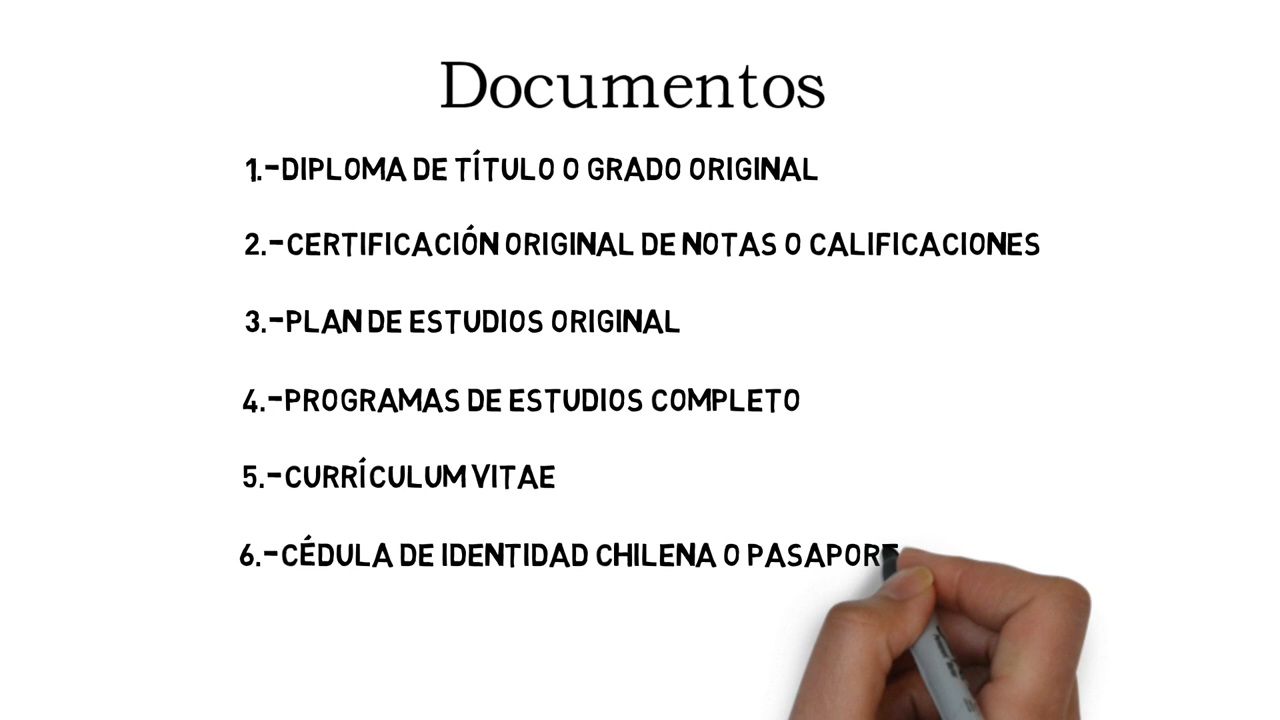 Documentos
1.-DIPLOMA DE TÍTULO O GRADO ORIGINAL
2.-CERTIFICACIÓN ORIGINAL DE NOTAS O CALIFICACIONES
3.-PLAN DE ESTUDIOS ORIGINAL
4.-PROGRAMAS DE ESTUDIOS COMPLETO
5.-CURRÍCULUM VITAE
6.-CÉDULA DE IDENTIDAD CHILENA O PASAPORT